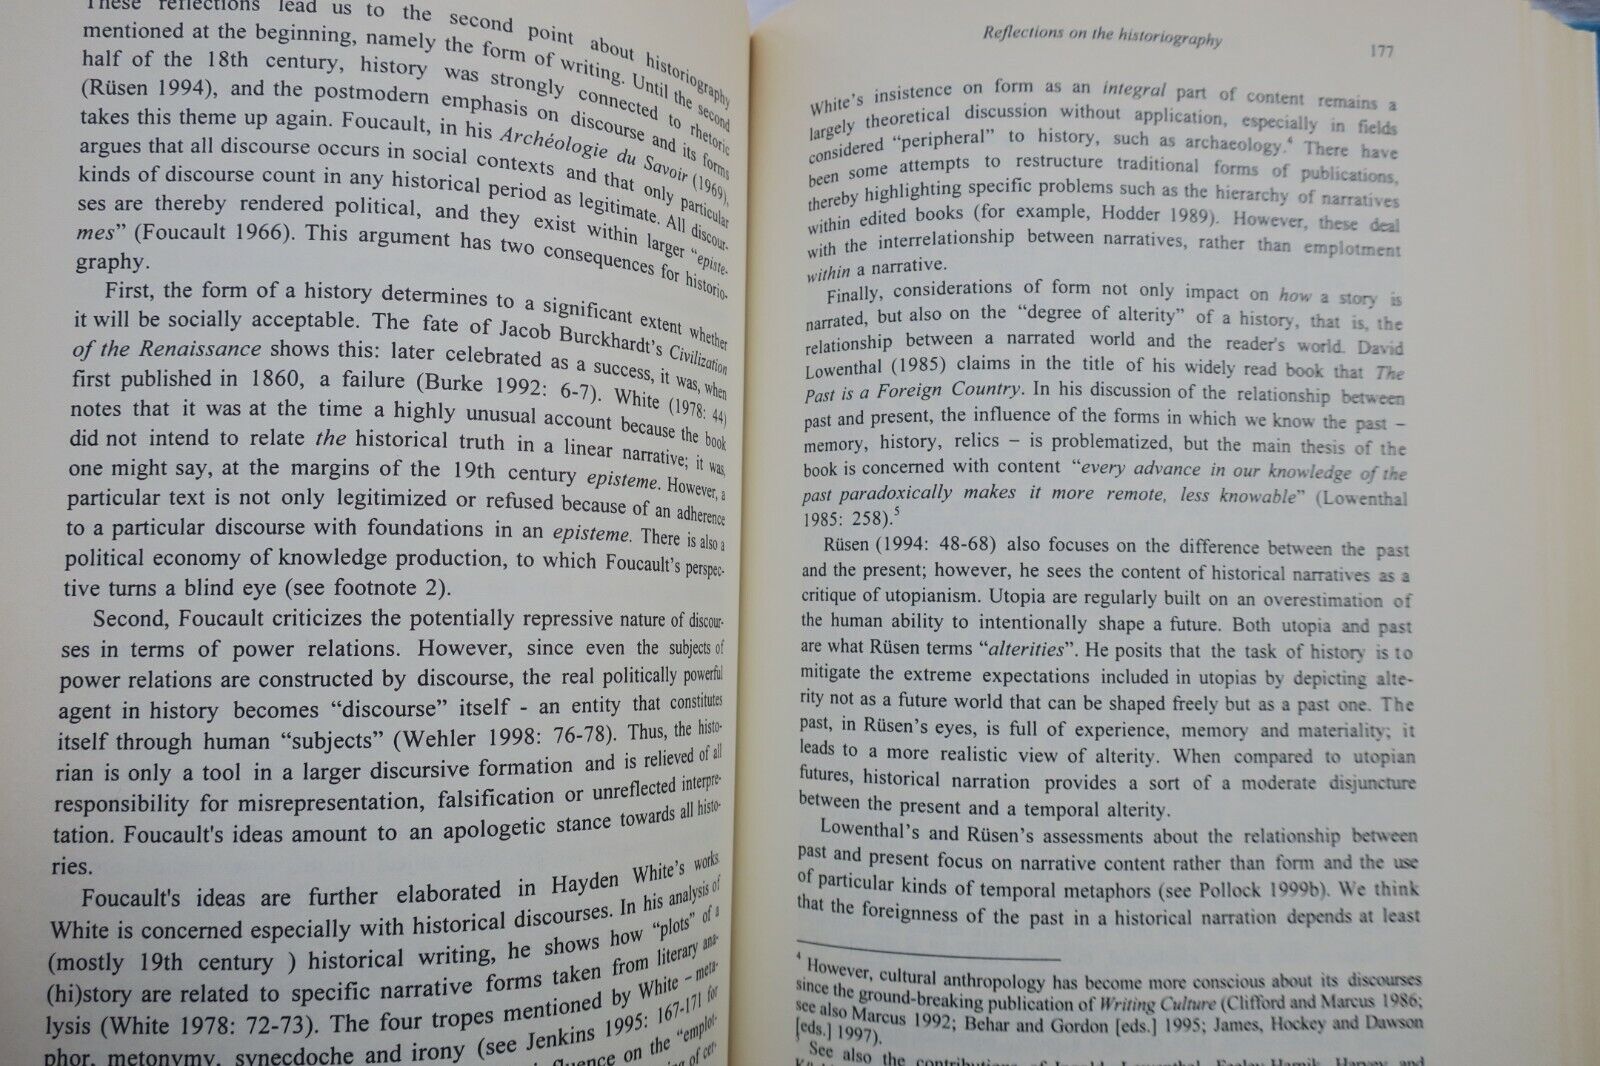 These reflections lead us to the second point about historiography
mentioned at the beginning, namely the form of writing. Until the second
half of the 18th century, history was strongly connected to rhetoric
(Rüsen 1994), and the postmodern emphasis on discourse and its forms
takes this theme up again. Foucault, in his Archéologie du Savoir (1969),
argues that all discourse occurs in social contexts and that only particular
kinds of discourse count in any historical period as legitimate. All discour-
ses are thereby rendered political, and they exist within larger “episte-
mes” (Foucault 1966). This argument has two consequences for historio-
graphy.
First, the form of a history determines to a significant extent whether
it will be socially acceptable. The fate of Jacob Burckhardt's Civilization
of the Renaissance shows this: later celebrated as a success, it was, when
first published in 1860, a failure (Burke 1992: 6-7). White (1978: 44)
notes that it was at the time a highly unusual account because the book
did not intend to relate the historical truth in a linear narrative; it was,
one might say, at the margins of the 19th century episteme. However, a
particular text is not only legitimized or refused because of an adherence
to a particular discourse with foundations in an episteme. There is also a
political economy of knowledge production, to which Foucault's perspec-
tive turns a blind eye (see footnote 2).
Second, Foucault criticizes the potentially repressive nature of discour-
ses in terms of power relations. However, since even the subjects of
power relations are constructed by discourse, the real politically powerful
agent in history becomes “discourse” itself - an entity that constitutes
itself through human “subjects” (Wehler 1998: 76-78). Thus, the histo-
rian is only a tool in a larger discursive formation and is relieved of all
responsibility for misrepresentation, falsification or unreflected interpre-
tation. Foucault's ideas amount to an apologetic stance towards all histo-
ries.
Foucault's ideas are further elaborated in Hayden White's works.
White is concerned especially with historical discourses. In his analysis of
(mostly 19th century ) historical writing, he shows how “plots” of a
(hi)story are related to specific narrative forms taken from literary ana-
lysis (White 1978: 72-73). The four tropes mentioned by White – meta-
phor, metonymy, synecdoche and irony (see Jenkins 1995: 167-171 for
on the “emplot-
of cer-
Reflections on the historiography
177
White's insistence on form as an integral part of content remains a
largely theoretical discussion without application, especially in fields
considered “peripheral” to history, such as archaeology.4 There have
been some attempts to restructure traditional forms of publications,
thereby highlighting specific problems such as the hierarchy of narratives
within edited books (for example, Hodder 1989). However, these deal
with the interrelationship between narratives, rather than emplotment
within a narrative.
Finally, considerations of form not only impact on how a story is
narrated, but also on the “degree of alterity” of a history, that is, the
relationship between a narrated world and the reader's world. David
Lowenthal (1985) claims in the title of his widely read book that The
Past is a Foreign Country. In his discussion of the relationship between
past and present, the influence of the forms in which we know the past –
memory, history, relics – is problematized, but the main thesis of the
book is concerned with content “every advance in our knowledge of the
past paradoxically makes it more remote, less knowable” (Lowenthal
1985: 258).5
Rüsen (1994: 48-68) also focuses on the difference between the past
and the present; however, he sees the content of historical narratives as a
critique of utopianism. Utopia are regularly built on an overestimation of
the human ability to intentionally shape a future. Both utopia and past
are what Rüsen terms “alterities”. He posits that the task of history is to
mitigate the extreme expectations included in utopias by depicting alte-
rity not as a future world that can be shaped freely but as a past one. The
past, in Rüsen's eyes, is full of experience, memory and materiality; it
leads to a more realistic view of alterity. When compared to utopian
futures, historical narration provides a sort of a moderate disjuncture
between the present and a temporal alterity.
Lowenthal's and Rüsen's assessments about the relationship between
past and present focus on narrative content rather than form and the use
of particular kinds of temporal metaphors (see Pollock 1999b). We think
that the foreignness of the past in a historical narration depends at least
4 However, cultural anthropology has become more conscious about its discourses
since the ground-breaking publication of Writing Culture (Clifford and Marcus 1986;
see also Marcus 1992; Behar and Gordon [eds.] 1995; James, Hockey and Dawson
[eds.] 1997).
5 See also the contributions of